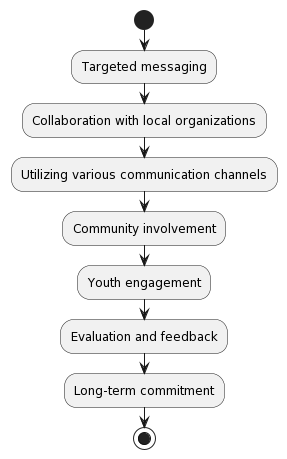 Targeted messaging
Collaboration with local organizations
Utilizing various communication channels
Community involvement
Youth engagement
Evaluation and feedback
Long-term commitment